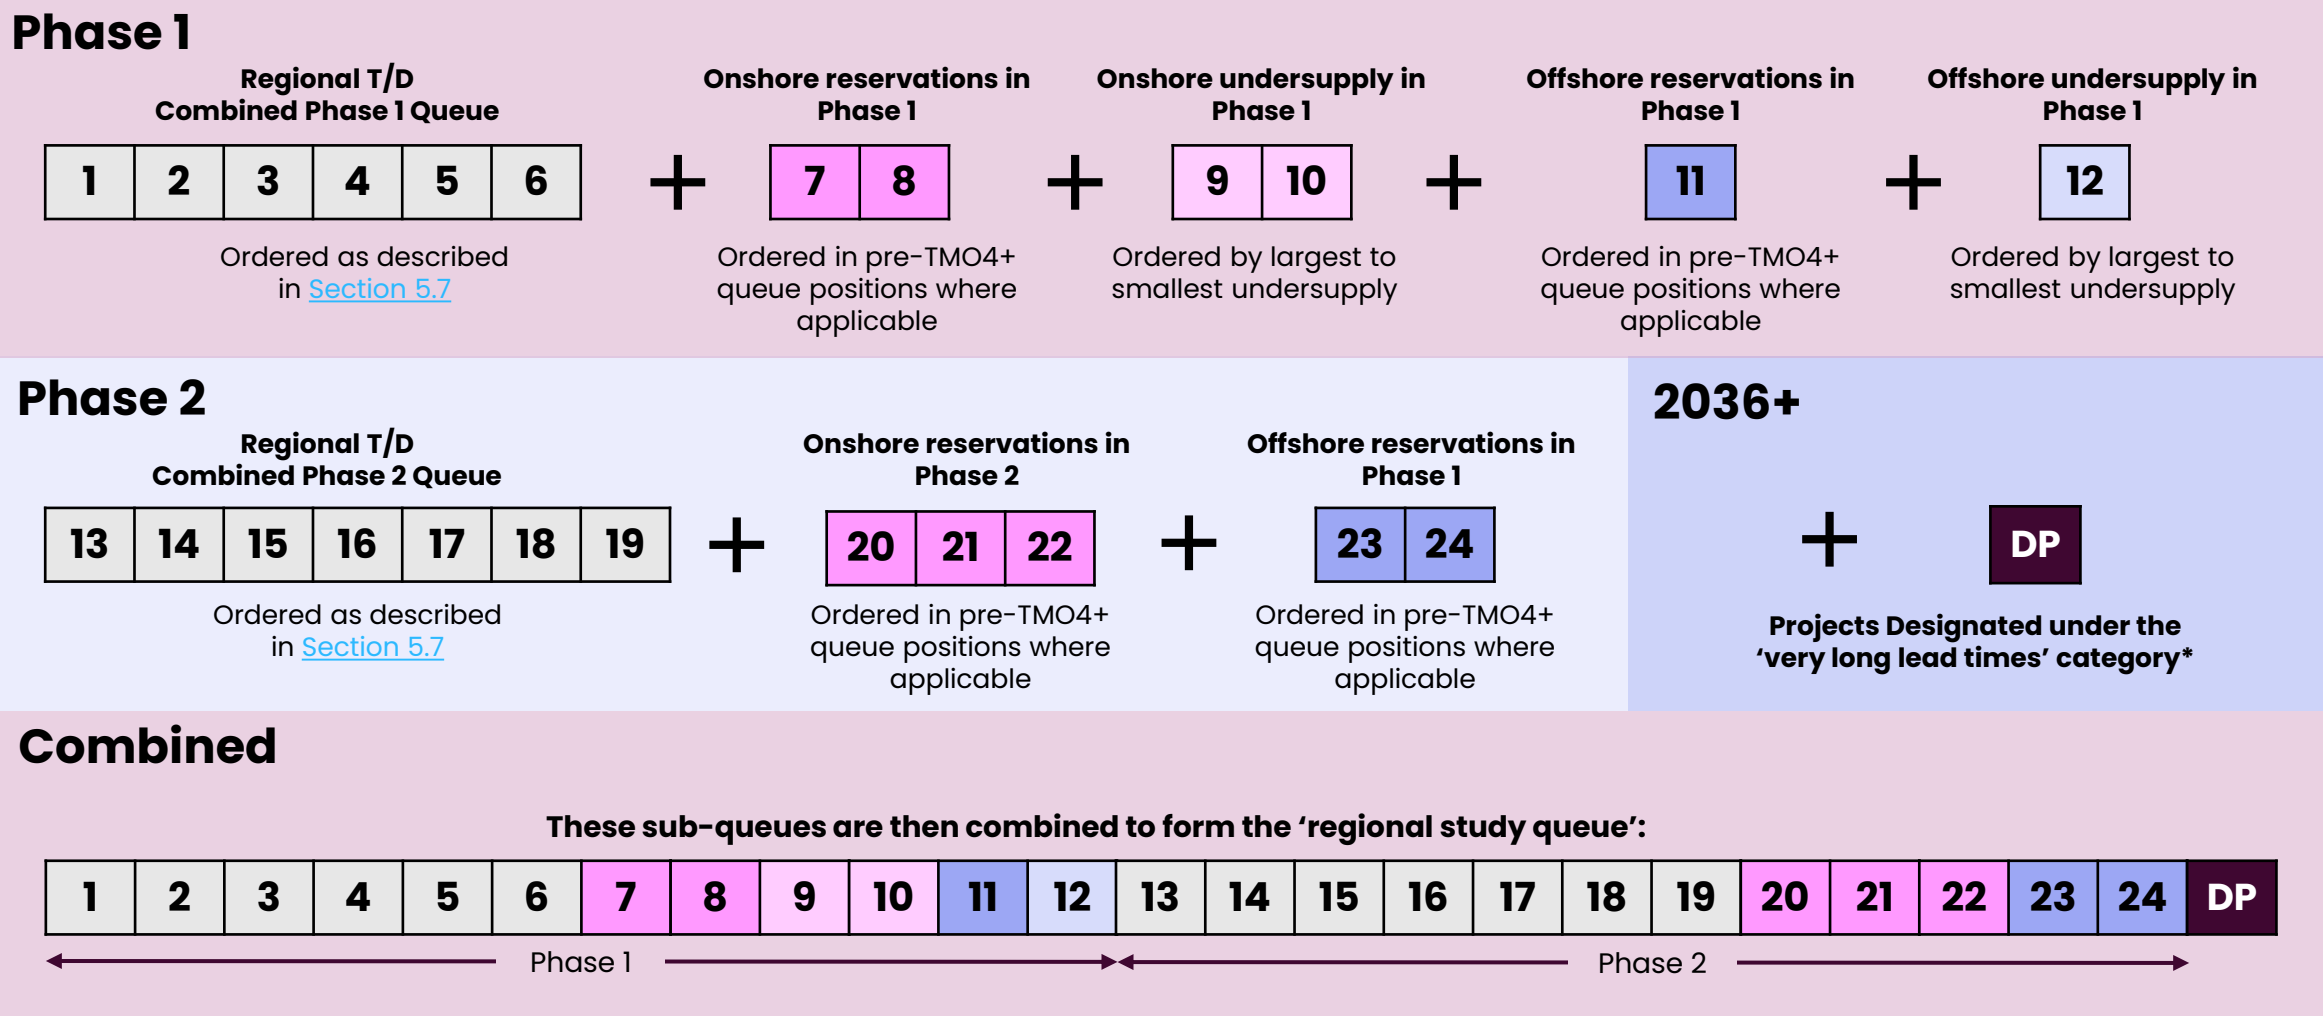 Phase 1
Regional T/D
Combined Phase 1 Queue
1 2 3 4 5 6
Ordered as described
in Section 5.7
+
Onshore reservations in
Phase 1
7 8
Ordered in pre-TMO4+
queue positions where
applicable
+
Onshore undersupply in
Phase 1
9 10
Ordered by largest to
smallest undersupply
+
Offshore reservations in
Phase 1
11
Ordered in pre-TMO4+
queue positions where
applicable
+
Offshore undersupply in
Phase 1
12
Ordered by largest to
smallest undersupply
Phase 2
Regional T/D
Combined Phase 2 Queue
13 14 15 16 17 18 19
Ordered as described
in Section 5.7
+
Onshore reservations in
Phase 2
20 21 22
Ordered in pre-TMO4+
queue positions where
applicable
+
Offshore reservations in
Phase 1
23 24
Ordered in pre-TMO4+
queue positions where
applicable
2036+
+
DP
Projects Designated under the
‘very long lead times’ category*
Combined
These sub-queues are then combined to form the ‘regional study queue’:
1 2 3 4 5 6 7 8 9 10 11 12 13 14 15 16 17 18 19 20 21 22 23 24 DP
Phase 1
Phase 2